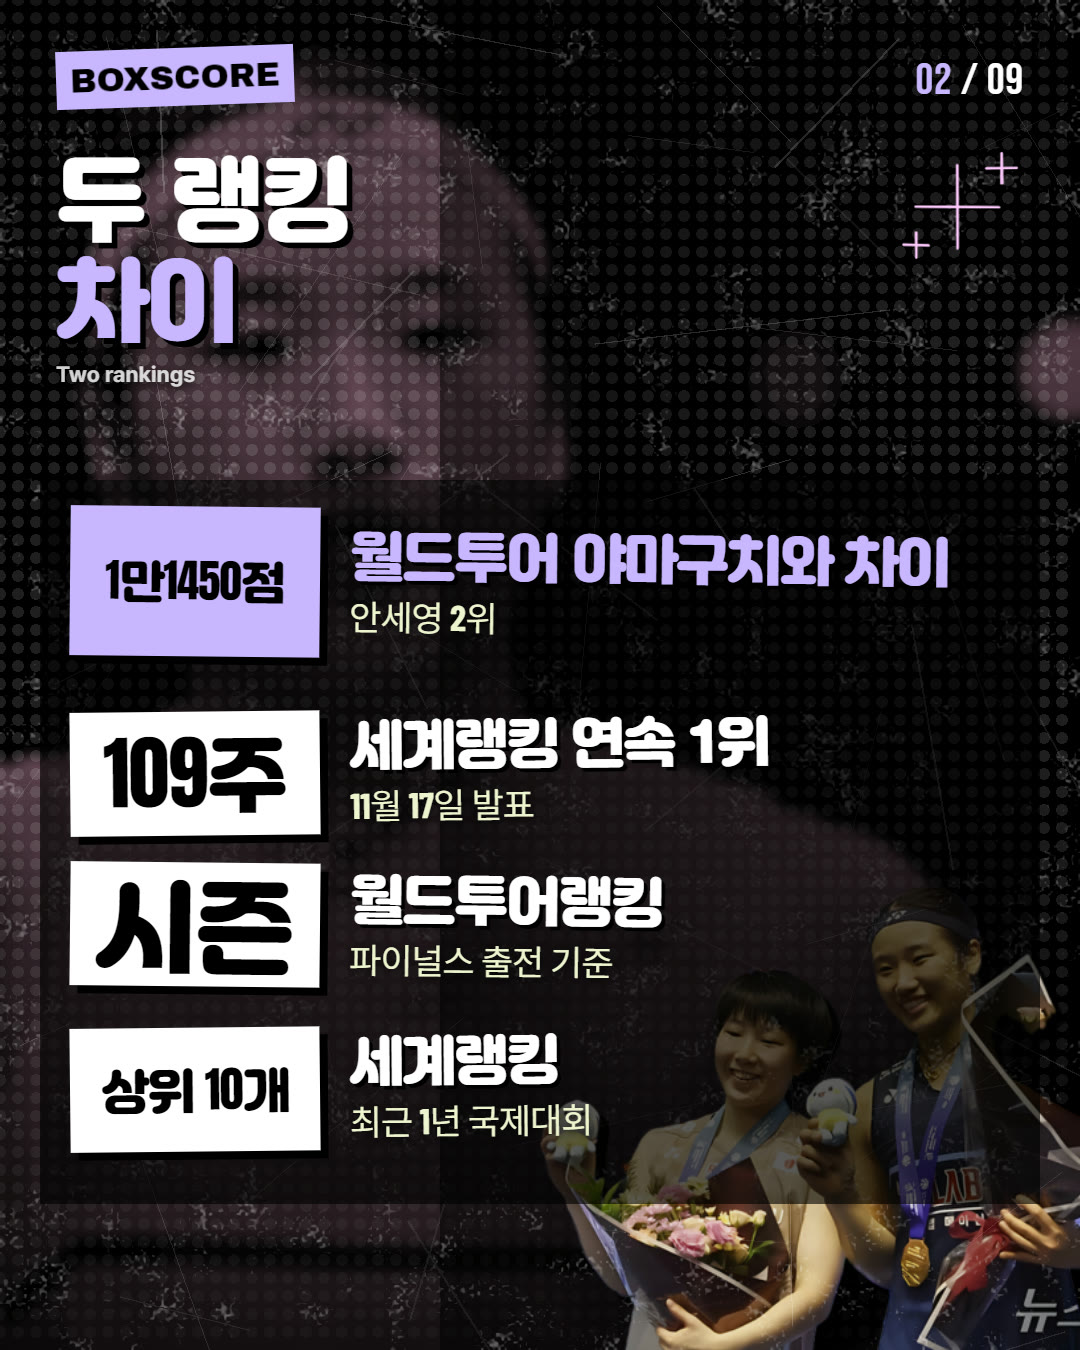 BOXSCORE
02 / 09
두 랭킹
차이
Two rankings
1만1450점
월드투어 야마구치와 차이
안세영 2위
109주
세계랭킹 연속 1위
11월 17일 발표
시즌
월드투어랭킹
파이널스 출전 기준
상위 10개
세계랭킹
최근 1년 국제대회
LAB
뉴스